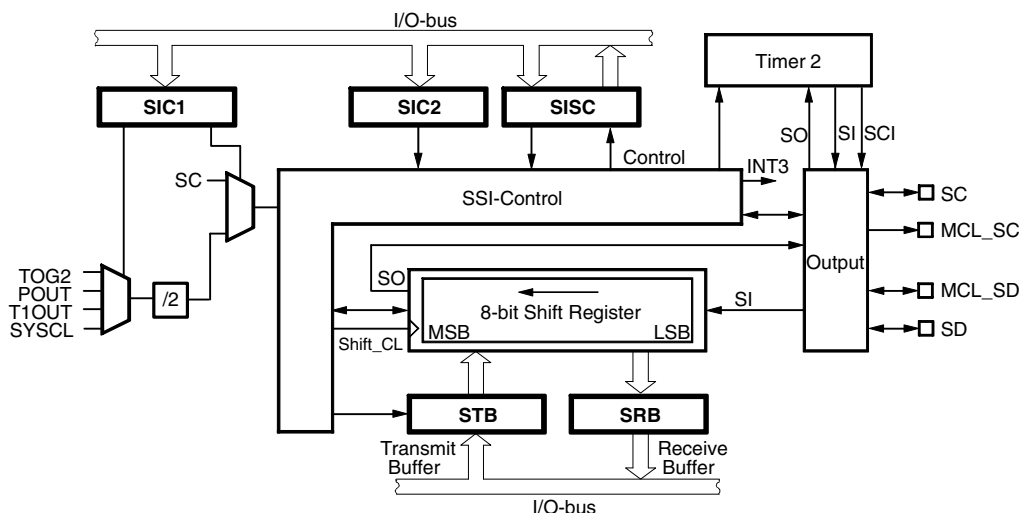 I/O-bus
SIC1
SIC2
SISC
Timer 2
SO
SI
SCI
Control
INT3
SC
SSI-Control
SC
MCL_SC
Output
MCL_SD
SD
TOG2
POUT
T1OUT
SYSCL
/2
SO
SI
8-bit Shift Register
MSB
LSB
Shift_CL
STB
SRB
Transmit
Buffer
Receive
Buffer
I/O-bus